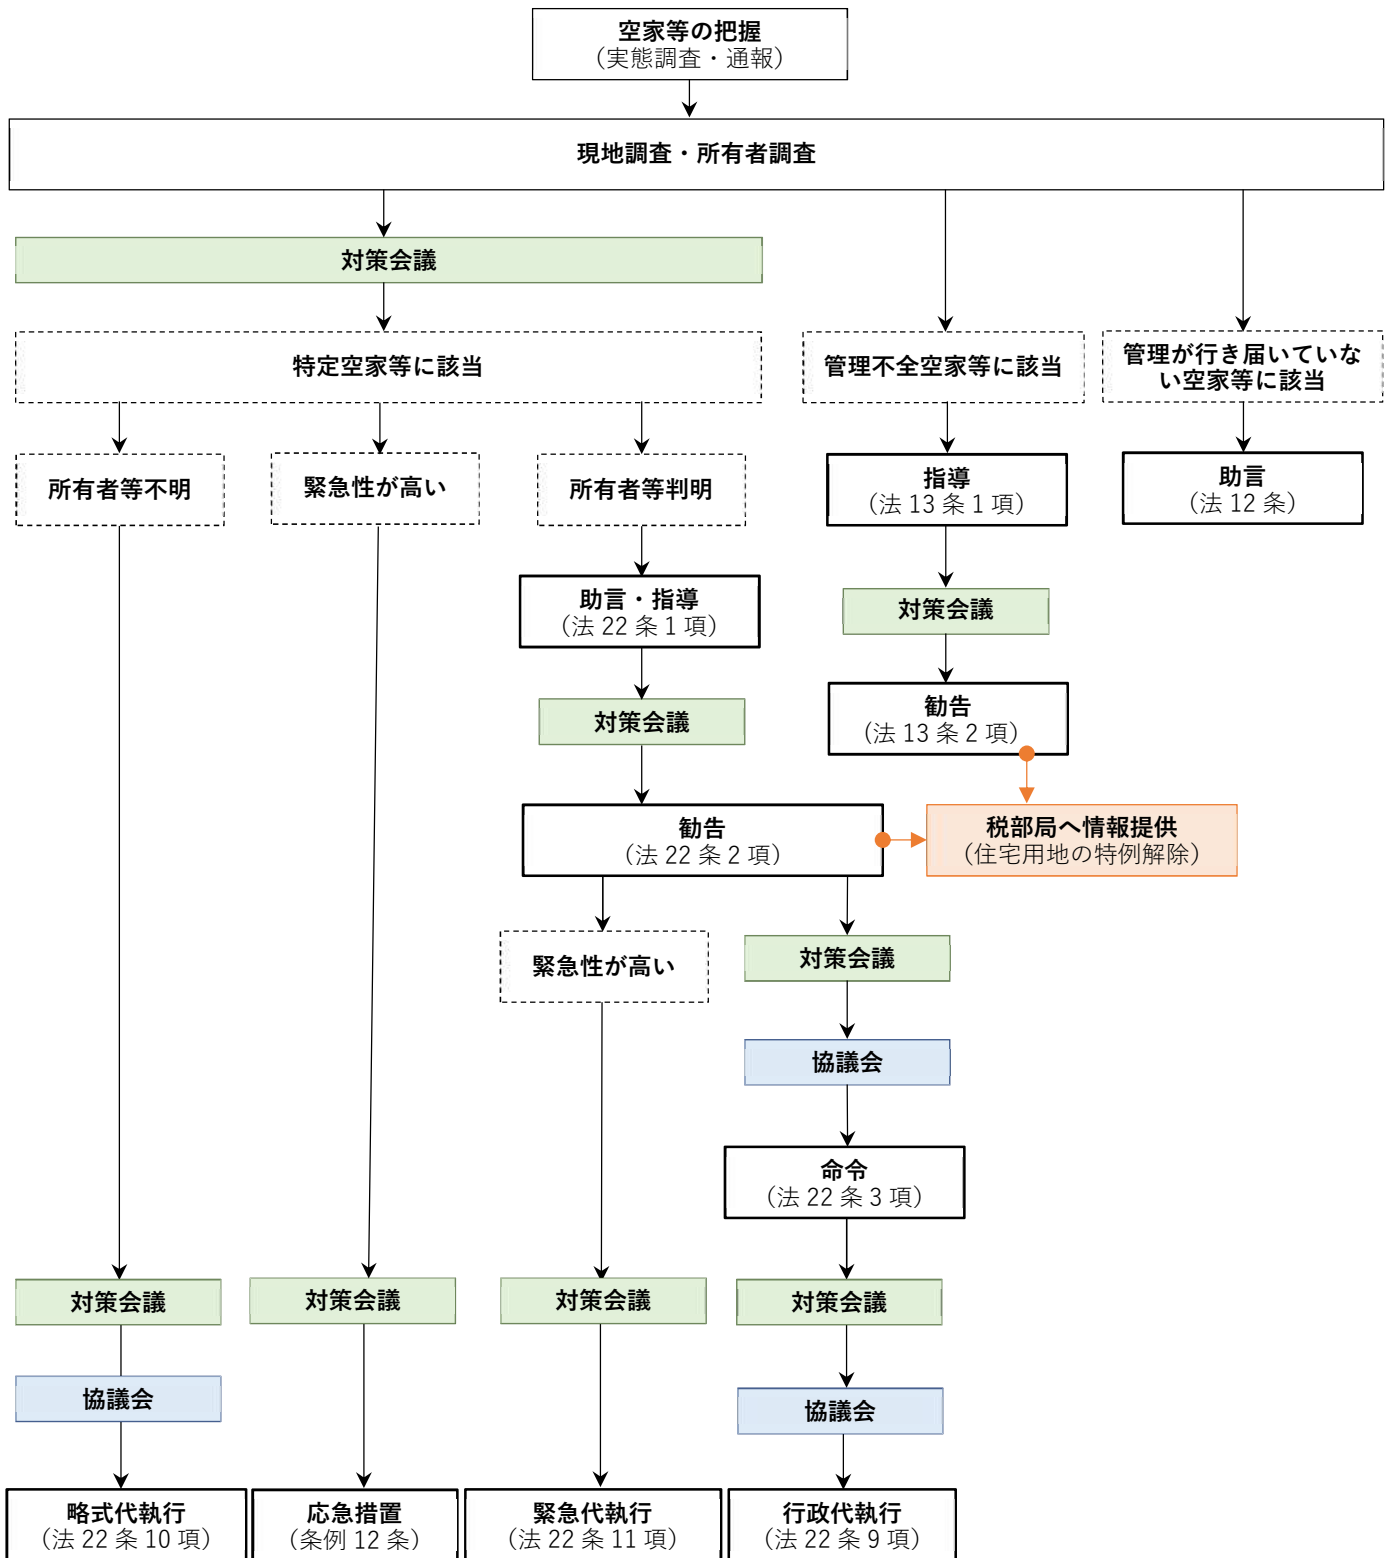 空家等の把握
（実態調査・通報）
現地調査・所有者調査
対策会議
特定空家等に該当
管理不全空家等に該当
管理が行き届いていな
い空家等に該当
所有者等不明
緊急性が高い
所有者等判明
指導
（法 13 条 1 項）
助言
（法 12 条）
助言・指導
（法 22 条 1 項）
対策会議
対策会議
勧告
（法 13 条 2 項）
勧告
（法 22 条 2 項）
税部局へ情報提供
（住宅用地の特例解除）
緊急性が高い
対策会議
協議会
命令
（法 22 条 3 項）
対策会議
対策会議
対策会議
対策会議
協議会
協議会
略式代執行
（法 22 条 10 項）
応急措置
（条例 12 条）
緊急代執行
（法 22 条 11 項）
行政代執行
（法 22 条 9 項）